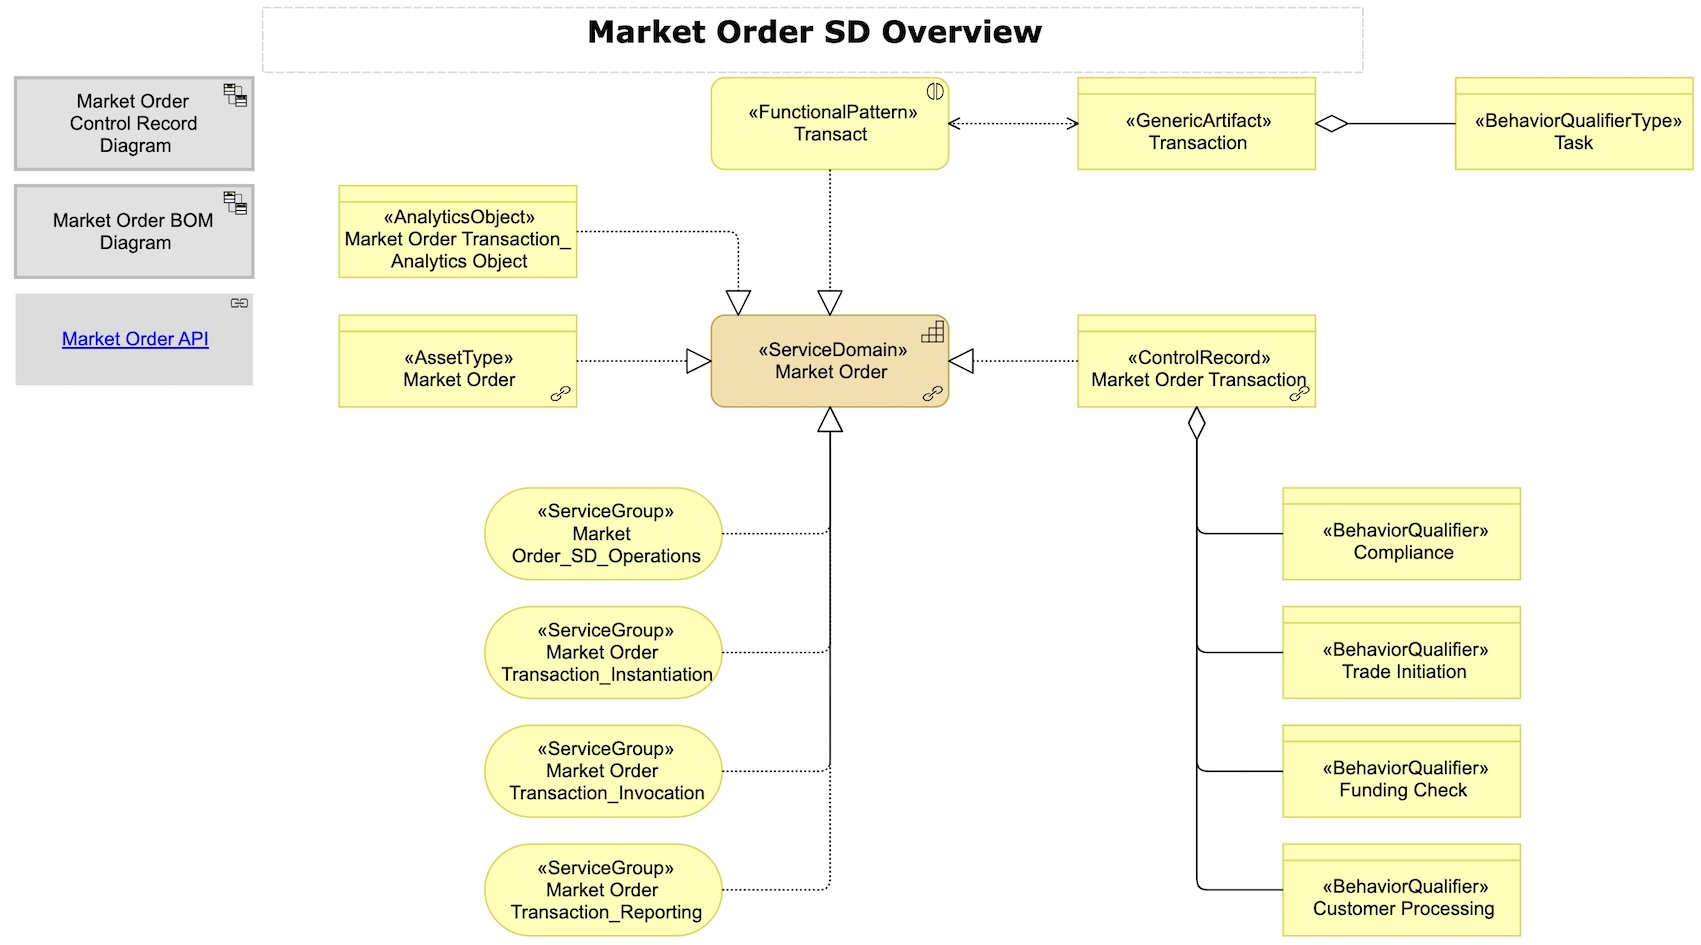 Market Order SD Overview
Market Order
Control Record
Diagram
Market Order BOM
Diagram
Market Order API
«FunctionalPattern»
Transact
«GenericArtifact»
Transaction
«BehaviorQualifierType»
Task
«AnalyticsObject»
Market Order Transaction_
Analytics Object
«AssetType»
Market Order
«ServiceDomain»
Market Order
«ControlRecord»
Market Order Transaction
«ServiceGroup»
Market
Order_SD_Operations
«ServiceGroup»
Market Order
Transaction_Instantiation
«ServiceGroup»
Market Order
Transaction_Invocation
«ServiceGroup»
Market Order
Transaction_Reporting
«BehaviorQualifier»
Compliance
«BehaviorQualifier»
Trade Initiation
«BehaviorQualifier»
Funding Check
«BehaviorQualifier»
Customer Processing